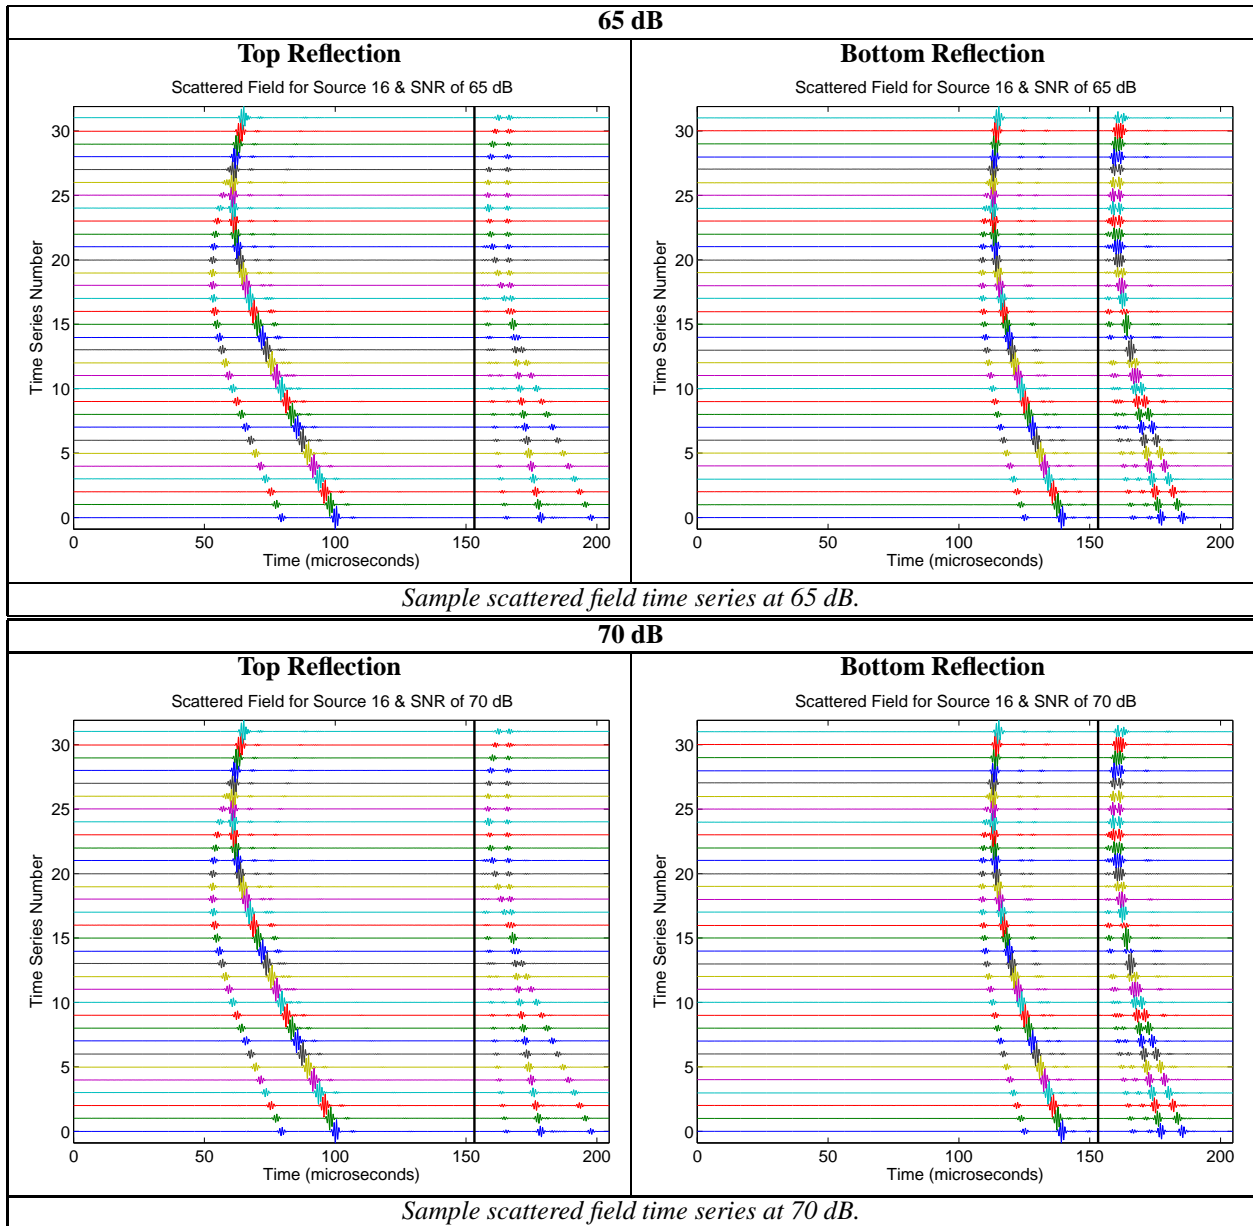 65 dB
Top Reflection
Scattered Field for Source 16 & SNR of 65 dB
30
25
20
15
10
5
0
Time Series Number
0 50 100 150 200
Time (microseconds)
Bottom Reflection
Scattered Field for Source 16 & SNR of 65 dB
30
25
20
15
10
5
0
Time Series Number
0 50 100 150 200
Time (microseconds)
Sample scattered field time series at 65 dB.
70 dB
Top Reflection
Scattered Field for Source 16 & SNR of 70 dB
30
25
20
15
10
5
0
Time Series Number
0 50 100 150 200
Time (microseconds)
Bottom Reflection
Scattered Field for Source 16 & SNR of 70 dB
30
25
20
15
10
5
0
Time Series Number
0 50 100 150 200
Time (microseconds)
Sample scattered field time series at 70 dB.